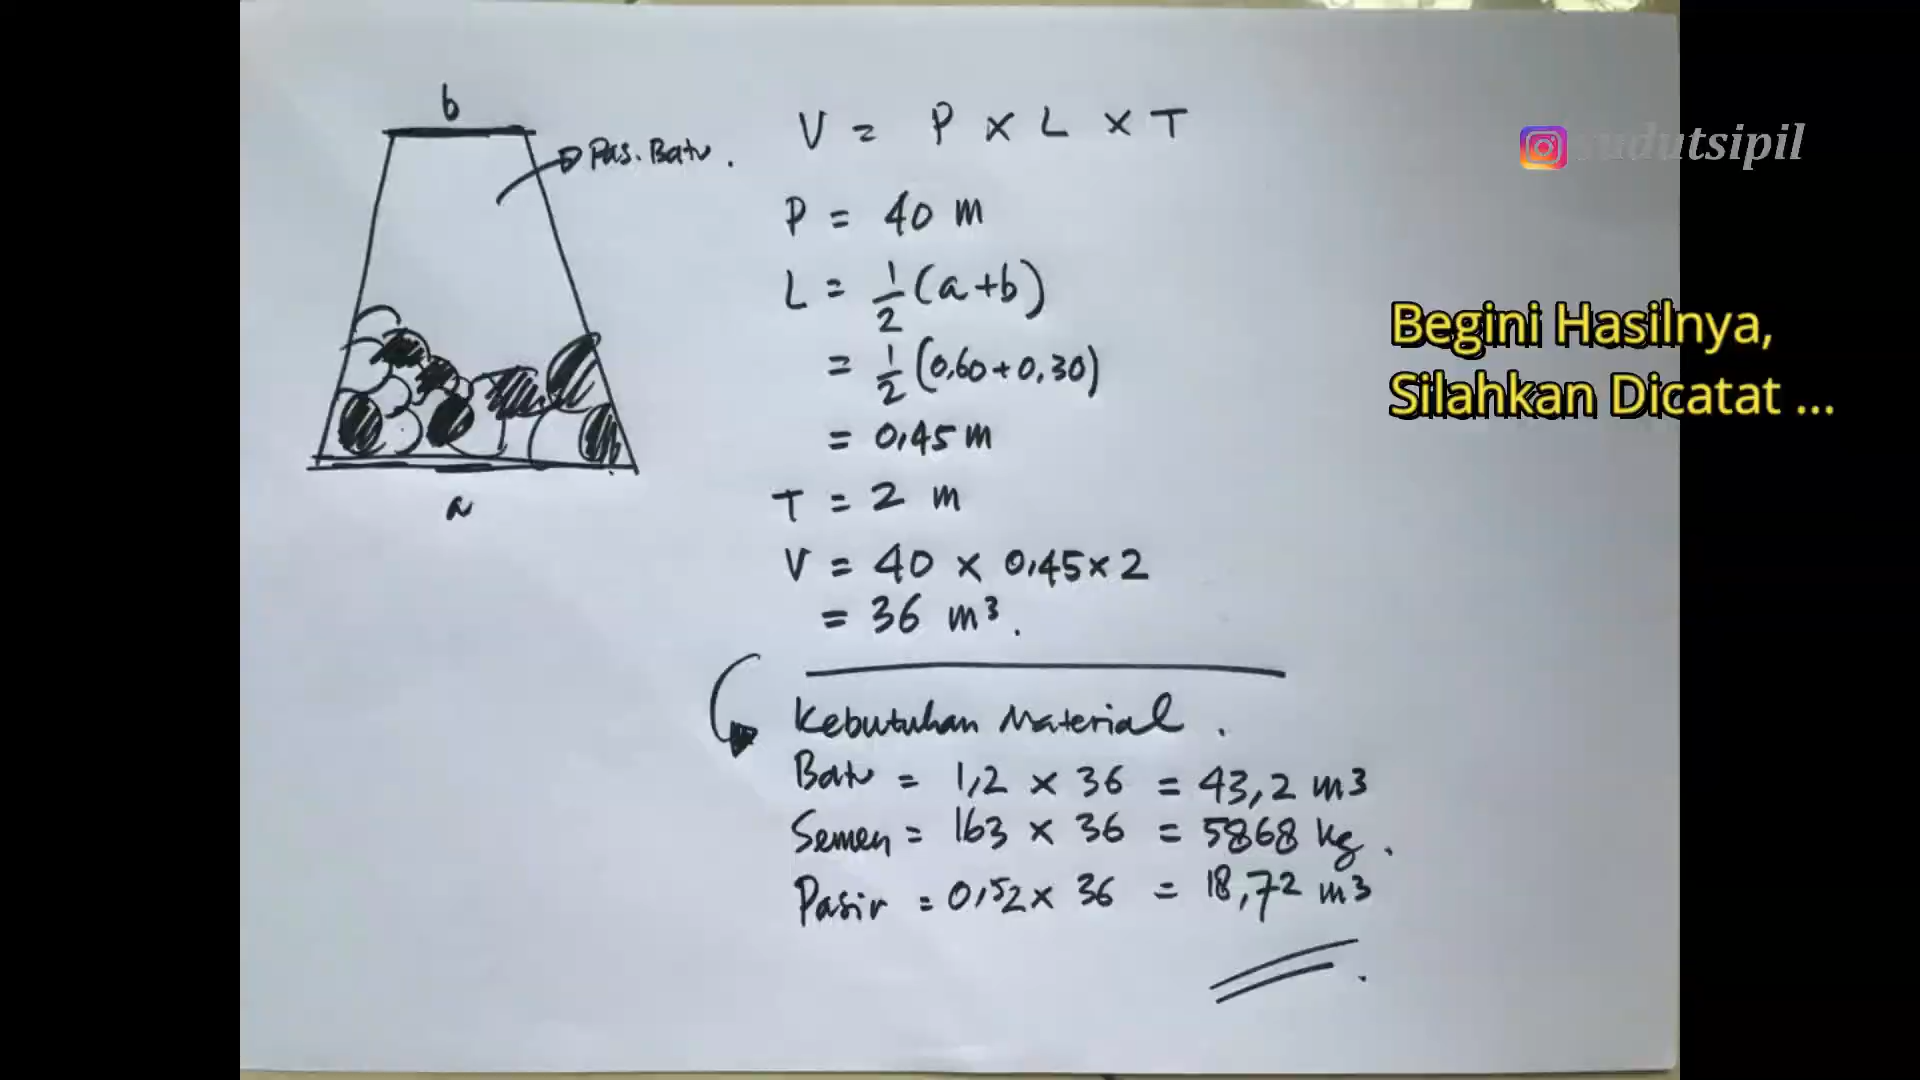 b
Pas. Batu.
a
V = P x L x T
P = 40 m
L = 1/2 (a+b)
= 1/2 (0,60 + 0,30)
= 0,45 m
T = 2 m
V = 40 x 0,45 x 2
= 36 m3.
Kebutuhan Material.
Batu = 1,2 x 36 = 43,2 m3
Semen = 163 x 36 = 5868 kg.
Pasir = 0,52 x 36 = 18,72 m3
sudutsipil
Begini Hasilnya,
Silahkan Dicatat ...